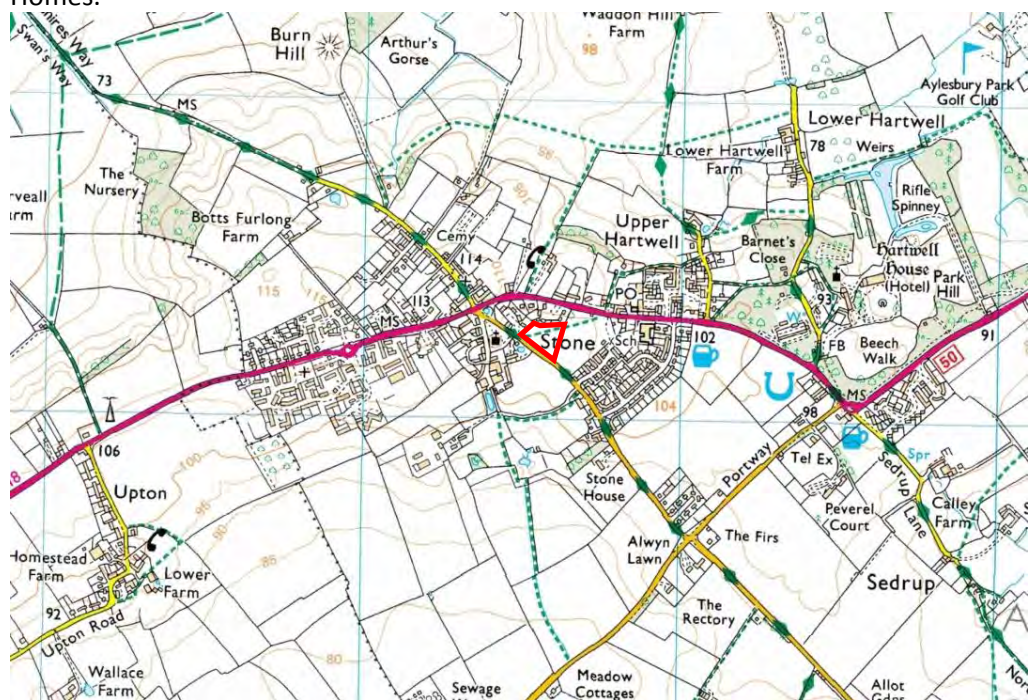 Homes.
Waddon Hill
Farm
98
Burn
Hill
Arthur's
Gorse
Swan's Way
73
MS
Aylesbury Park
Golf Club
Lower Hartwell
78
Weirs
Lower Hartwell
Farm
The
Nursery
Rifle
Spinney
Botts Furlong
Farm
Upper
Hartwell
Barnet's
Close
Hartwell
House
(Hotel)
Park
Hill
Cemy
114
110
115
115
113
PO
93
W
MS
91
Stone
Sch
102
FB
Beech
Walk
50
104
MS
98
106
100
Upton
95
90
85
Stone
House
Portway
Tel Ex
Spr
Sedrup
Lane
Peverel
Court
Calley
Farm
Homestead
Farm
Lower
Farm
Alwyn
Lawn
The Firs
Sedrup
92
Upton Road
The
Rectory
80
Wallace
Farm
Sewage
Meadow
Cottages
Allot
Gdns